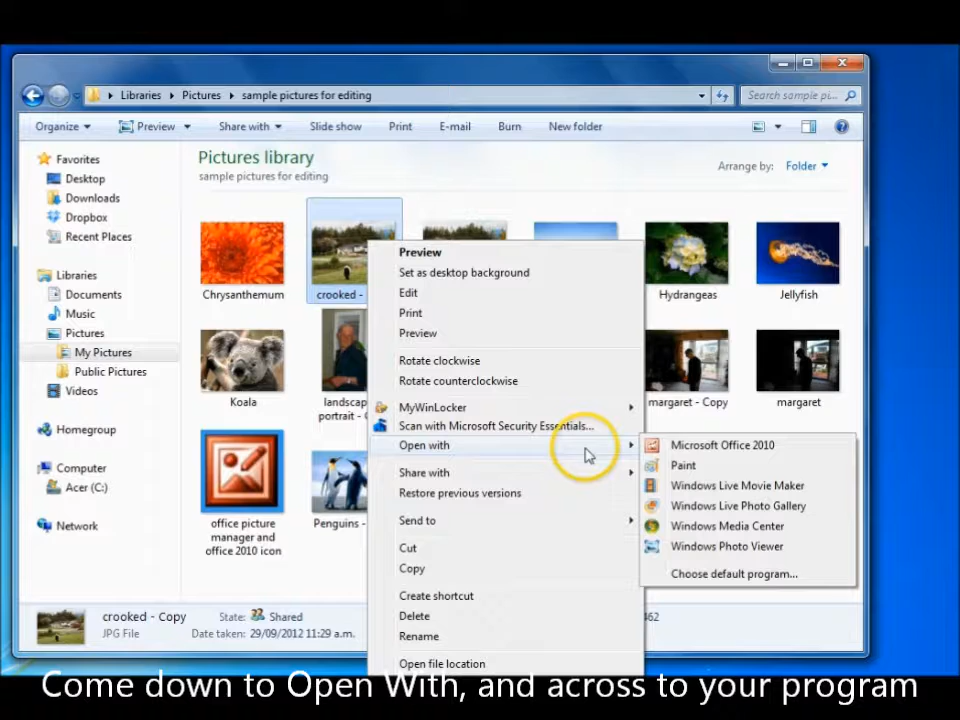 Libraries
Pictures
sample pictures for editing
Search sample pi...
Organize
Preview
Share with
Slide show
Print
E-mail
Burn
New folder
Favorites
Desktop
Downloads
Dropbox
Recent Places
Libraries
Documents
Music
Pictures
My Pictures
Public Pictures
Videos
Homegroup
Computer
Acer (C:)
Network
Pictures library
sample pictures for editing
Arrange by: Folder
Chrysanthemum
crooked -
Hydrangeas
Jellyfish
Koala
landscap
portrait -
margaret - Copy
margaret
office picture
manager and
office 2010 icon
Penguins -
Preview
Set as desktop background
Edit
Print
Preview
Rotate clockwise
Rotate counterclockwise
MyWinLocker
Scan with Microsoft Security Essentials...
Open with
Share with
Restore previous versions
Send to
Cut
Copy
Create shortcut
Delete
Rename
Open file location
Microsoft Office 2010
Paint
Windows Live Movie Maker
Windows Live Photo Gallery
Windows Media Center
Windows Photo Viewer
Choose default program...
crooked - Copy
State: Shared
JPG File
Date taken: 29/09/2012 11:29 a.m.
462
Come down to Open With, and across to your program